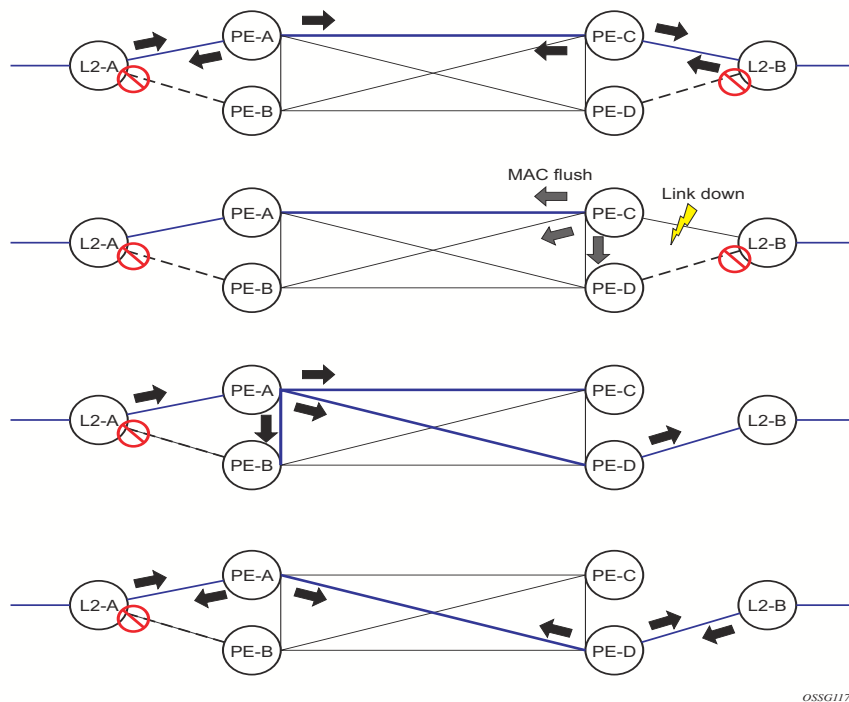 PE-A
PE-C
L2-A
L2-B
PE-B
PE-D
MAC flush
Link down
PE-A
PE-C
L2-A
L2-B
PE-B
PE-D
PE-A
PE-C
L2-A
L2-B
PE-B
PE-D
PE-A
PE-C
L2-A
L2-B
PE-B
PE-D
OSSG117